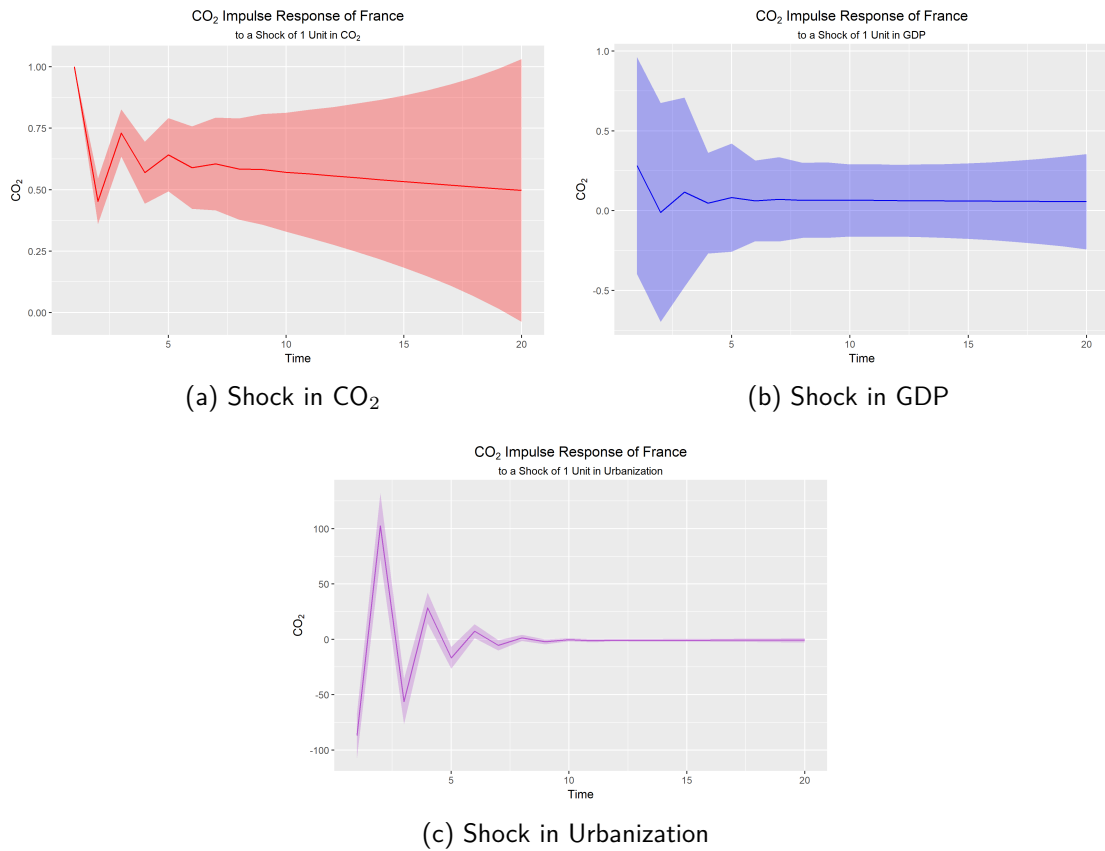 CO₂ Impulse Response of France
to a Shock of 1 Unit in CO₂
1.00
0.75
0.50
0.25
0.00
CO₂
5
10
15
20
Time
(a) Shock in CO₂
CO₂ Impulse Response of France
to a Shock of 1 Unit in GDP
1.0
0.5
0.0
-0.5
CO₂
5
10
15
20
Time
(b) Shock in GDP
CO₂ Impulse Response of France
to a Shock of 1 Unit in Urbanization
100
50
0
-50
-100
CO₂
5
10
15
20
Time
(c) Shock in Urbanization